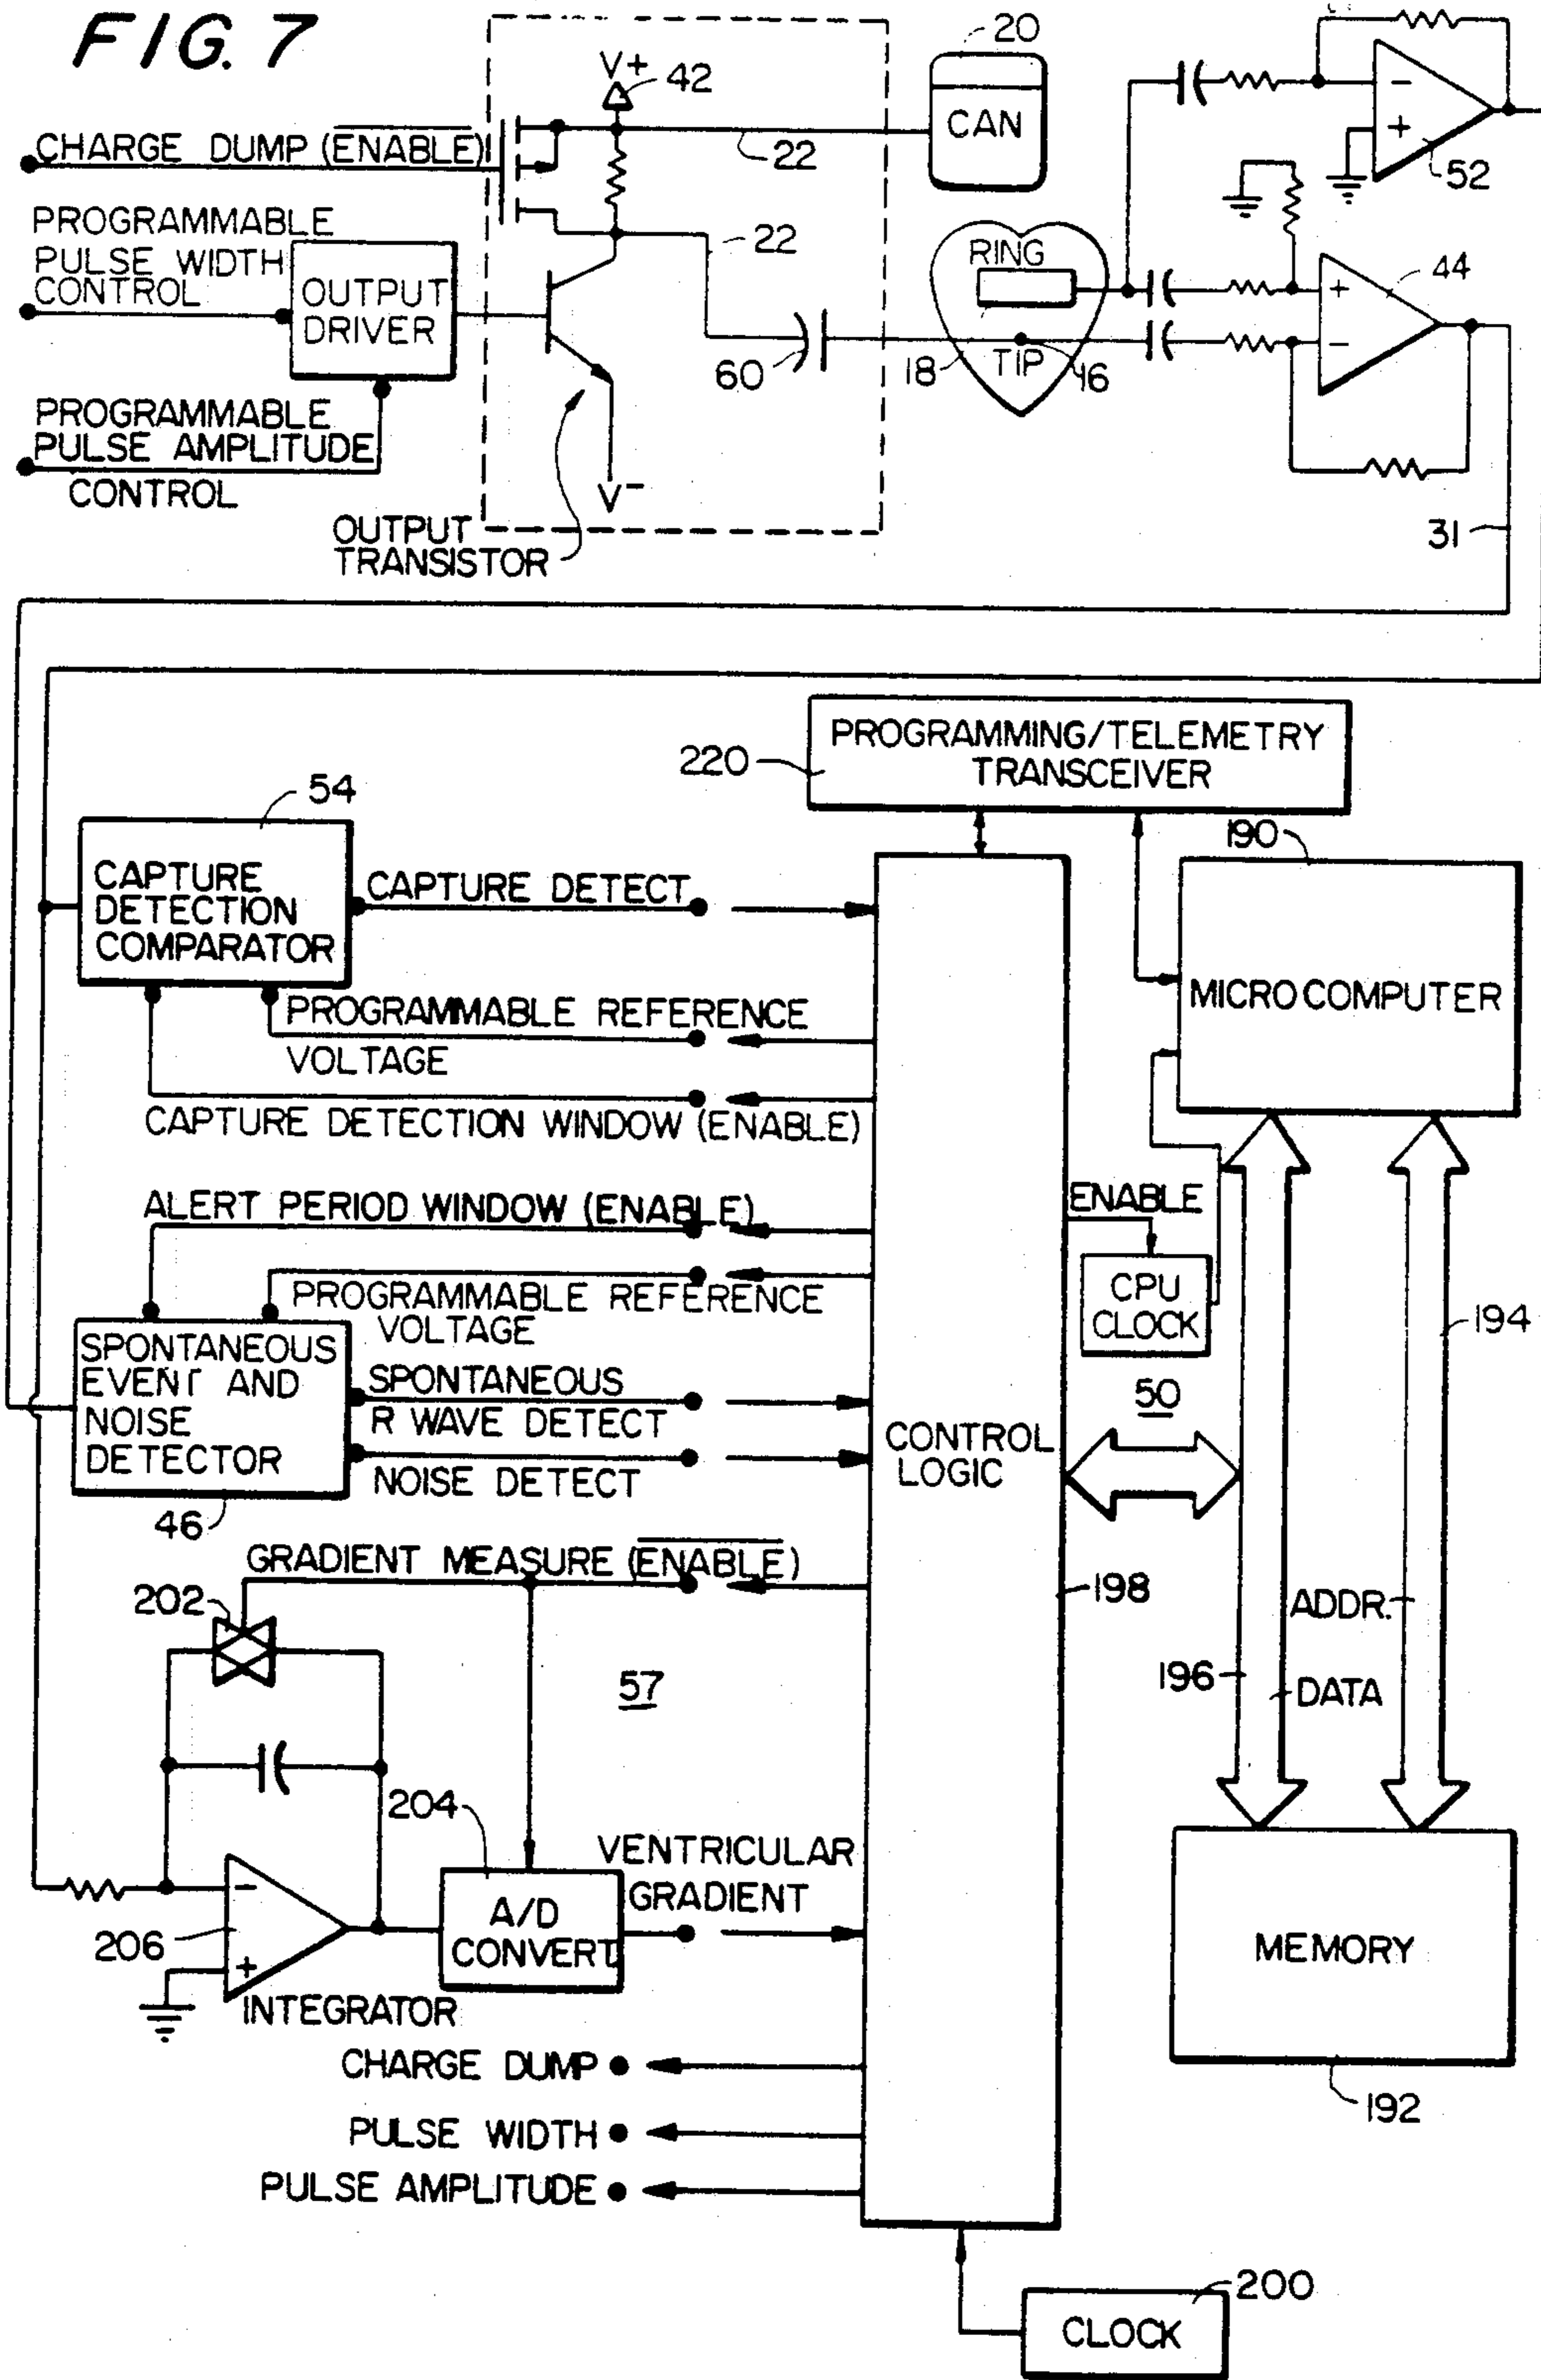 FIG. 7
V+
42
20
CAN
CHARGE DUMP (ENABLE)
22
-
+
52
PROGRAMMABLE
PULSE WIDTH
CONTROL
OUTPUT
DRIVER
22
RING
44
+
-
60
18
TIP
16
PROGRAMMABLE
PULSE AMPLITUDE
CONTROL
V-
OUTPUT
TRANSISTOR
31
PROGRAMMING/TELEMETRY
TRANSCEIVER
220
54
190
CAPTURE
DETECTION
COMPARATOR
CAPTURE DETECT
MICROCOMPUTER
PROGRAMMABLE REFERENCE
VOLTAGE
CAPTURE DETECTION WINDOW (ENABLE)
ALERT PERIOD WINDOW (ENABLE)
ENABLE
PROGRAMMABLE REFERENCE
VOLTAGE
CPU
CLOCK
194
SPONTANEOUS
EVENT AND
NOISE
DETECTOR
SPONTANEOUS
R WAVE DETECT
50
CONTROL
LOGIC
NOISE DETECT
46
GRADIENT MEASURE (ENABLE)
202
198
ADDR.
57
196
DATA
204
VENTRICULAR
GRADIENT
-
A/D
CONVERT
206
+
INTEGRATOR
MEMORY
CHARGE DUMP
192
PULSE WIDTH
PULSE AMPLITUDE
200
CLOCK